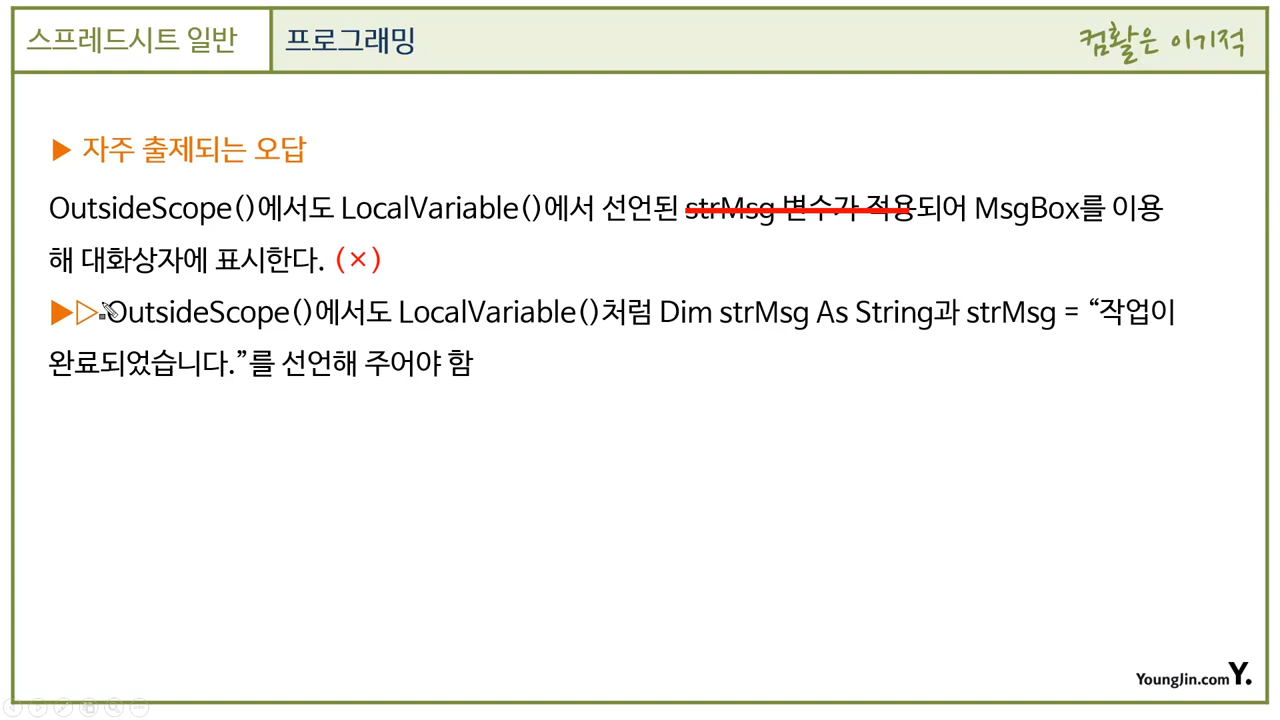 스프레드시트 일반
프로그래밍
컴활은 이기적
▶ 자주 출제되는 오답
OutsideScope()에서도 LocalVariable()에서 선언된 strMsg 변수가 적용되어 MsgBox를 이용
해 대화상자에 표시한다. (×)
▶▷OutsideScope()에서도 LocalVariable()처럼 Dim strMsg As String과 strMsg = “작업이
완료되었습니다.”를 선언해 주어야 함
YoungJin.com Y.